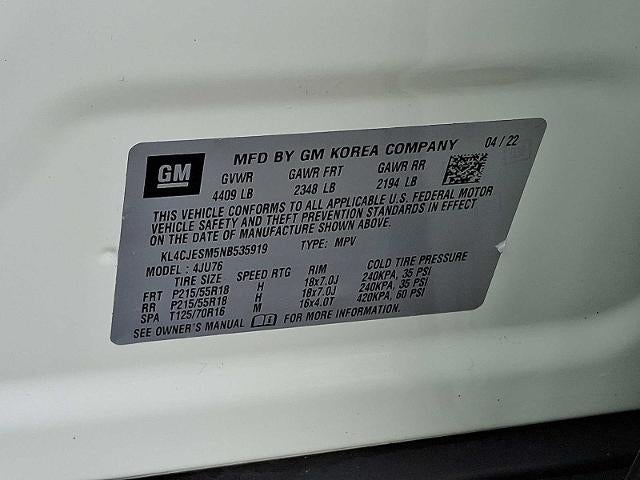 GM
MFD BY GM KOREA COMPANY 04/22
GVWR GAWR FRT GAWR RR
4409 LB 2348 LB 2194 LB
THIS VEHICLE CONFORMS TO ALL APPLICABLE U.S. FEDERAL MOTOR
VEHICLE SAFETY AND THEFT PREVENTION STANDARDS IN EFFECT
ON THE DATE OF MANUFACTURE SHOWN ABOVE.
KL4CJESM5NB535919 TYPE: MPV
MODEL: 4JU76
TIRE SIZE SPEED RTG RIM COLD TIRE PRESSURE
FRT P215/55R18 H 18x7.0J 240KPA, 35 PSI
RR P215/55R18 H 18x7.0J 240KPA, 35 PSI
SPA T125/70R16 M 16x4.0T 420KPA, 60 PSI
SEE OWNER'S MANUAL FOR MORE INFORMATION.